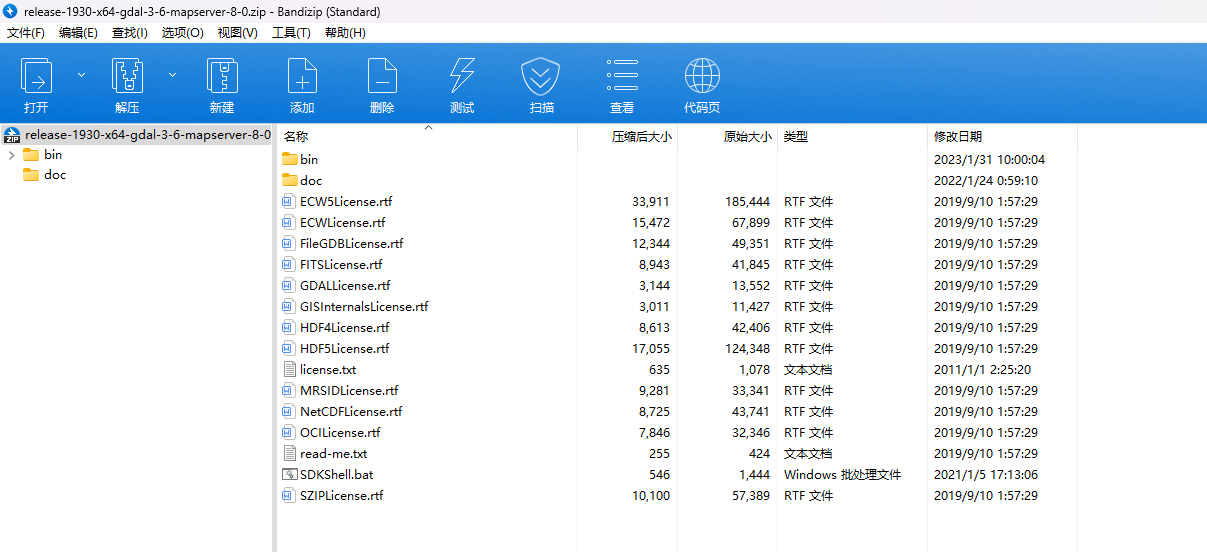 release-1930-x64-gdal-3-6-mapserver-8-0.zip - Bandizip (Standard)
文件(F) 编辑(E) 查找(I) 选项(O) 视图(V) 工具(T) 帮助(H)
打开 解压 新建 添加 删除 测试 扫描 查看 代码页
ZIP release-1930-x64-gdal-3-6-mapserver-8-0
bin
doc
名称 压缩后大小 原始大小 类型 修改日期
bin 2023/1/31 10:00:04
doc 2022/1/24 0:59:10
ECW5License.rtf 33,911 185,444 RTF 文件 2019/9/10 1:57:29
ECWLicense.rtf 15,472 67,899 RTF 文件 2019/9/10 1:57:29
FileGDBLicense.rtf 12,344 49,351 RTF 文件 2019/9/10 1:57:29
FITSLicense.rtf 8,943 41,845 RTF 文件 2019/9/10 1:57:29
GDALLicense.rtf 3,144 13,552 RTF 文件 2019/9/10 1:57:29
GISInternalsLicense.rtf 3,011 11,427 RTF 文件 2019/9/10 1:57:29
HDF4License.rtf 8,613 42,406 RTF 文件 2019/9/10 1:57:29
HDF5License.rtf 17,055 124,348 RTF 文件 2019/9/10 1:57:29
license.txt 635 1,078 文本文档 2011/1/1 2:25:20
MRSIDLicense.rtf 9,281 33,341 RTF 文件 2019/9/10 1:57:29
NetCDFLicense.rtf 8,725 43,741 RTF 文件 2019/9/10 1:57:29
OCILicense.rtf 7,846 32,346 RTF 文件 2019/9/10 1:57:29
read-me.txt 255 424 文本文档 2019/9/10 1:57:29
SDKShell.bat 546 1,444 Windows 批处理文件 2021/1/5 17:13:06
SZIPLicense.rtf 10,100 57,389 RTF 文件 2019/9/10 1:57:29